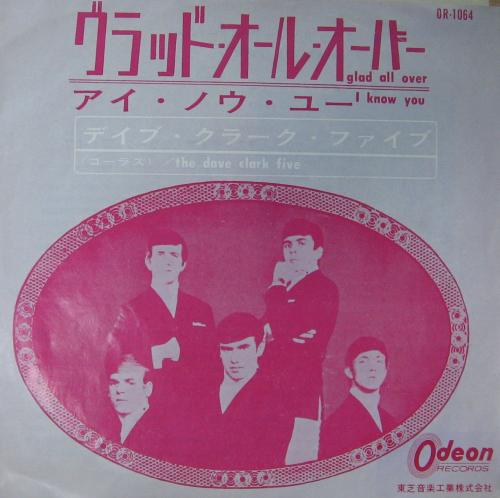 OR-1064
グラッド・オール・オーバー
glad all over
アイ・ノウ・ユー
I know you
デイブ・クラーク・ファイブ
(コーラス)/the dave clark five
Odeon
RECORDS
東芝音楽工業株式会社